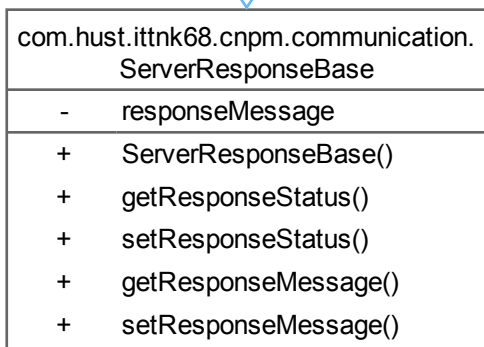 com.hust.ittnk68.cnpm.communication.
ServerResponseBase
- responseMessage
+ ServerResponseBase()
+ getResponseStatus()
+ setResponseStatus()
+ getResponseMessage()
+ setResponseMessage()